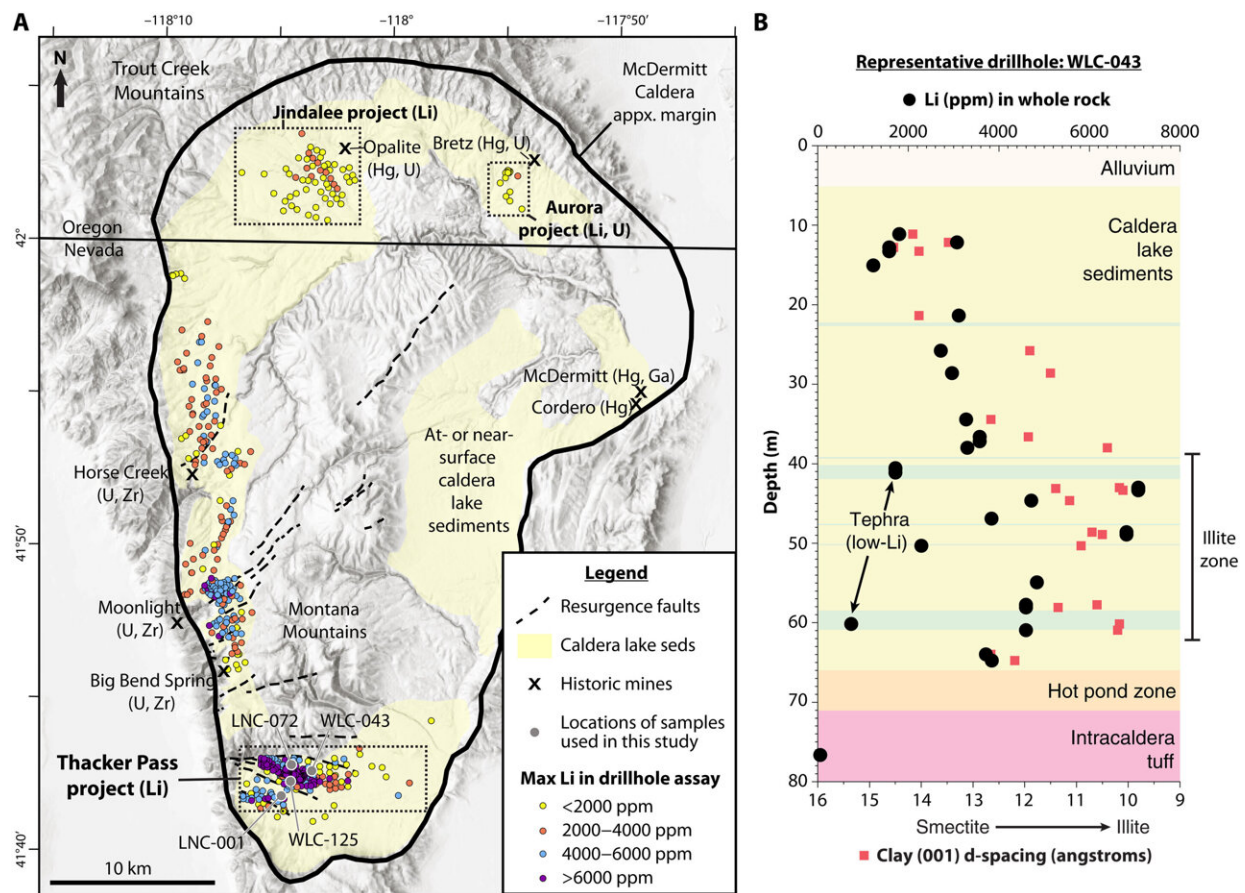 A
−118°10'
−118°
−117°50'
N
Trout Creek
Mountains
McDermitt
Caldera
appx. margin
Jindalee project (Li)
Opalite
(Hg, U)
Bretz (Hg, U)
Aurora
project (Li, U)
42°
Oregon
Nevada
McDermitt (Hg, Ga)
Cordero (Hg)
At- or near-
surface
caldera
lake
sediments
Horse Creek
(U, Zr)
41°50'
Moonlight
(U, Zr)
Montana
Mountains
Big Bend Spring
(U, Zr)
LNC-072
WLC-043
Thacker Pass
project (Li)
LNC-001
WLC-125
41°40'
10 km
Legend
Resurgence faults
Caldera lake seds
Historic mines
Locations of samples
used in this study
Max Li in drillhole assay
<2000 ppm
2000–4000 ppm
4000–6000 ppm
>6000 ppm
B
Representative drillhole: WLC-043
Li (ppm) in whole rock
0 2000 4000 6000 8000
0
10
20
30
40
50
60
70
80
Depth (m)
Alluvium
Caldera
lake
sediments
Tephra
(low-Li)
Illite
zone
Hot pond zone
Intracaldera
tuff
16 15 14 13 12 11 10 9
Smectite Illite
Clay (001) d-spacing (angstroms)